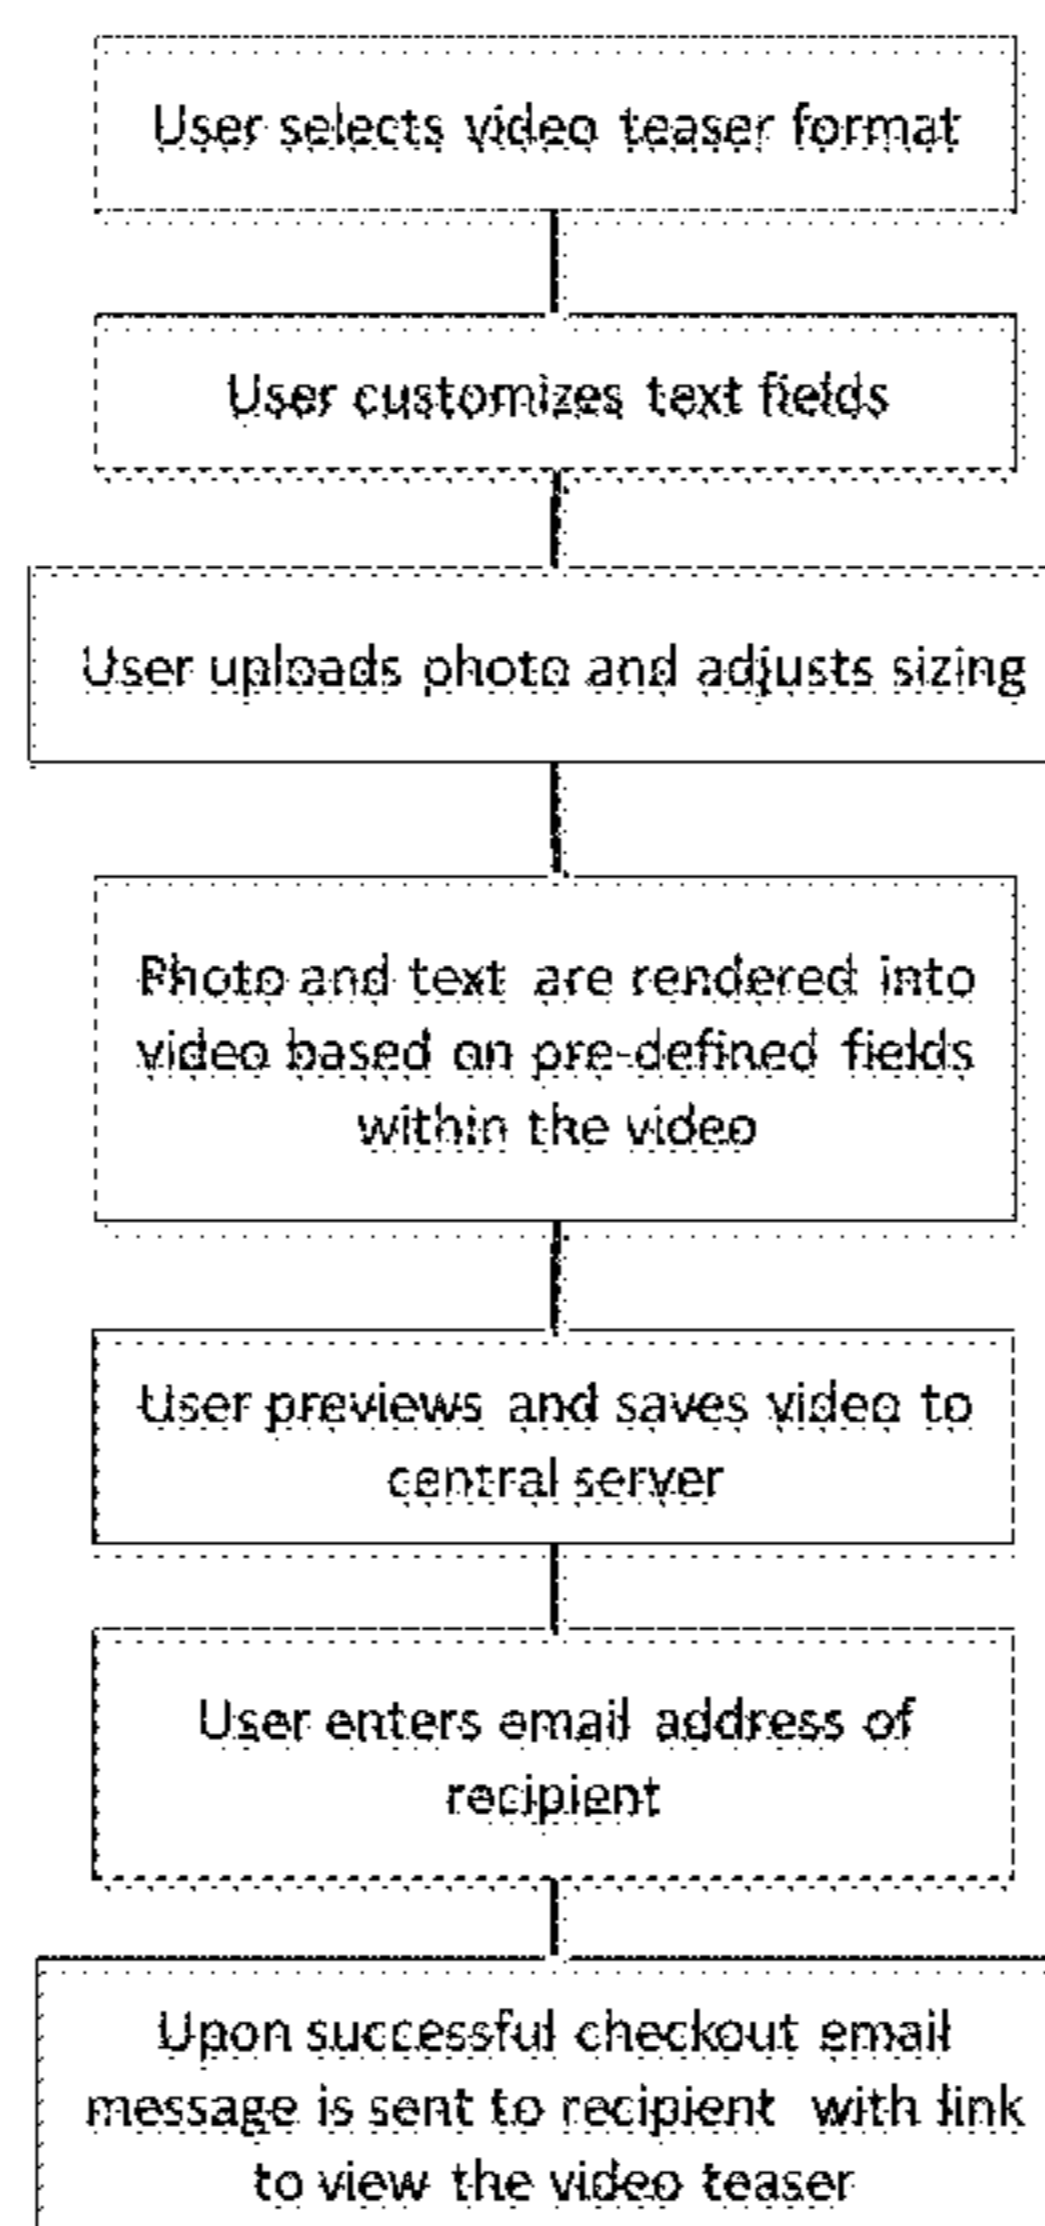 User selects video teaser format
User customizes text fields
User uploads photo and adjusts sizing
Photo and text are rendered into
video based on pre-defined fields
within the video
User previews and saves video to
central server
User enters email address of
recipient
Upon successful checkout email
message is sent to recipient with link
to view the video teaser